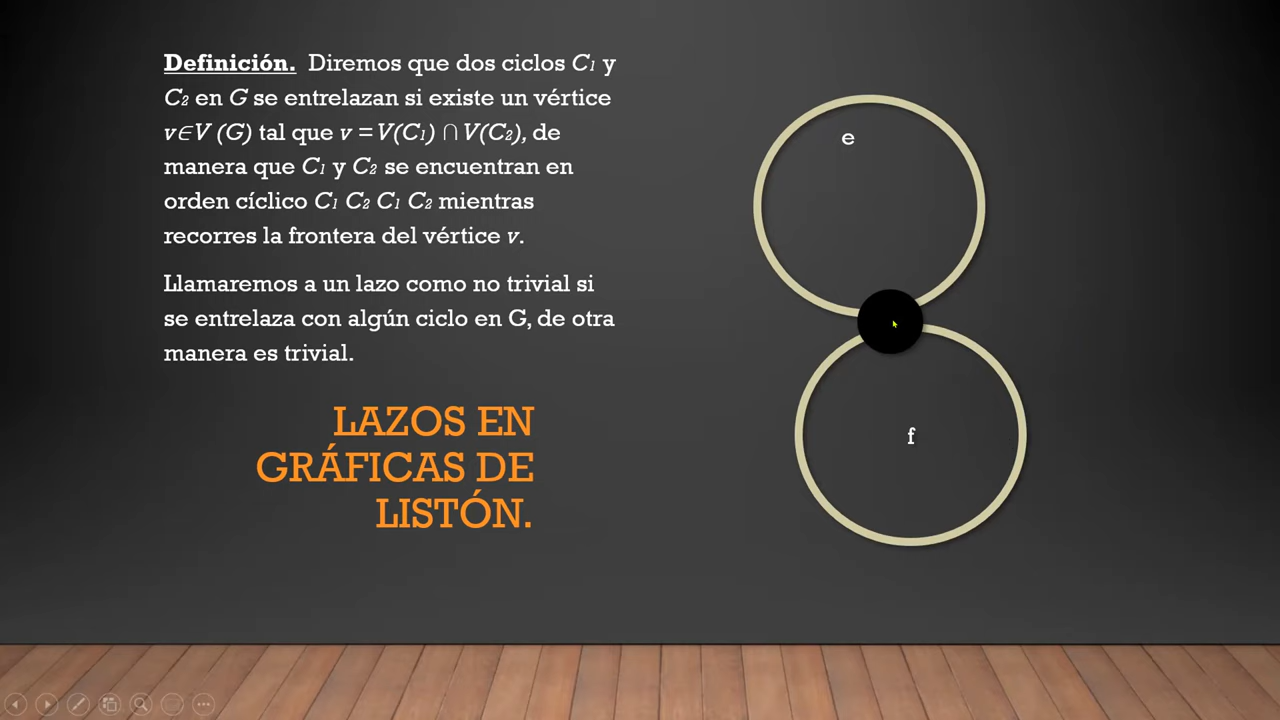 Definición. Diremos que dos ciclos C1 y
C2 en G se entrelazan si existe un vértice
v∈V (G) tal que v = V(C1) ∩ V(C2), de
manera que C1 y C2 se encuentran en
orden cíclico C1 C2 C1 C2 mientras
recorres la frontera del vértice v.
Llamaremos a un lazo como no trivial si
se entrelaza con algún ciclo en G, de otra
manera es trivial.
LAZOS EN
GRÁFICAS DE
LISTÓN.
e
f